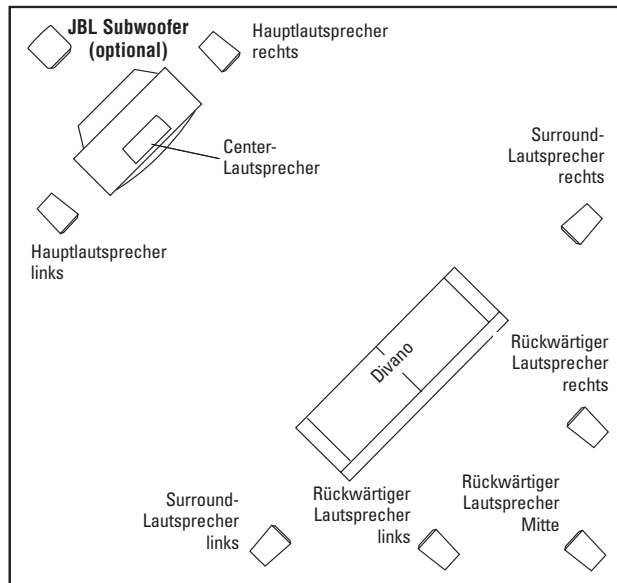 JBL Subwoofer
(optional)
Hauptlautsprecher
rechts
Center-
Lautsprecher
Surround-
Lautsprecher
rechts
Hauptlautsprecher
links
Divano
Rückwärtiger
Lautsprecher
rechts
Surround-
Lautsprecher
links
Rückwärtiger
Lautsprecher
links
Rückwärtiger
Lautsprecher
Mitte